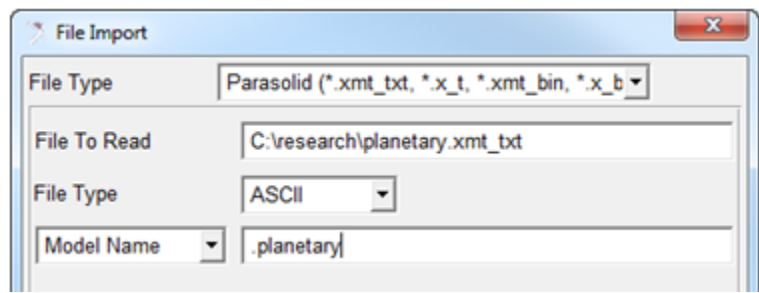 File Import
File Type Parasolid (*.xmt_txt, *.x_t, *.xmt_bin, *.x_b
File To Read C:\research\planetary.xmt_txt
File Type ASCII
Model Name .planetary